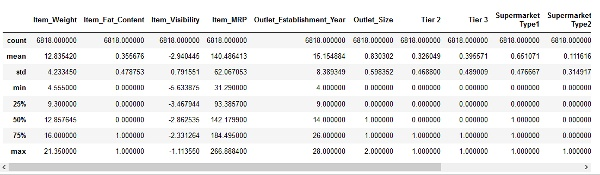 Item_Weight Item_Fat_Content Item_Visibility Item_MRP Outlet_Establishment_Year Outlet_Size Tier 2 Tier 3 Supermarket Type1 Supermarket Type2
count 6818.000000 6818.000000 6818.000000 6818.000000 6818.000000 6818.000000 6818.000000 6818.000000 6818.000000 6818.000000
mean 12.835420 0.355676 -2.940445 140.486413 15.154884 0.830302 0.326049 0.395571 0.651071 0.111616
std 4.233450 0.478753 0.791551 62.067053 8.389349 0.598352 0.468800 0.489009 0.476667 0.314917
min 4.555000 0.000000 -5.633875 31.290000 4.000000 0.000000 0.000000 0.000000 0.000000 0.000000
25% 9.300000 0.000000 -3.467944 93.385700 9.000000 0.000000 0.000000 0.000000 0.000000 0.000000
50% 12.857645 0.000000 -2.862535 142.179900 14.000000 1.000000 0.000000 0.000000 1.000000 0.000000
75% 16.000000 1.000000 -2.331264 184.495000 26.000000 1.000000 1.000000 1.000000 1.000000 0.000000
max 21.350000 1.000000 -1.113550 266.888400 28.000000 2.000000 1.000000 1.000000 1.000000 1.000000